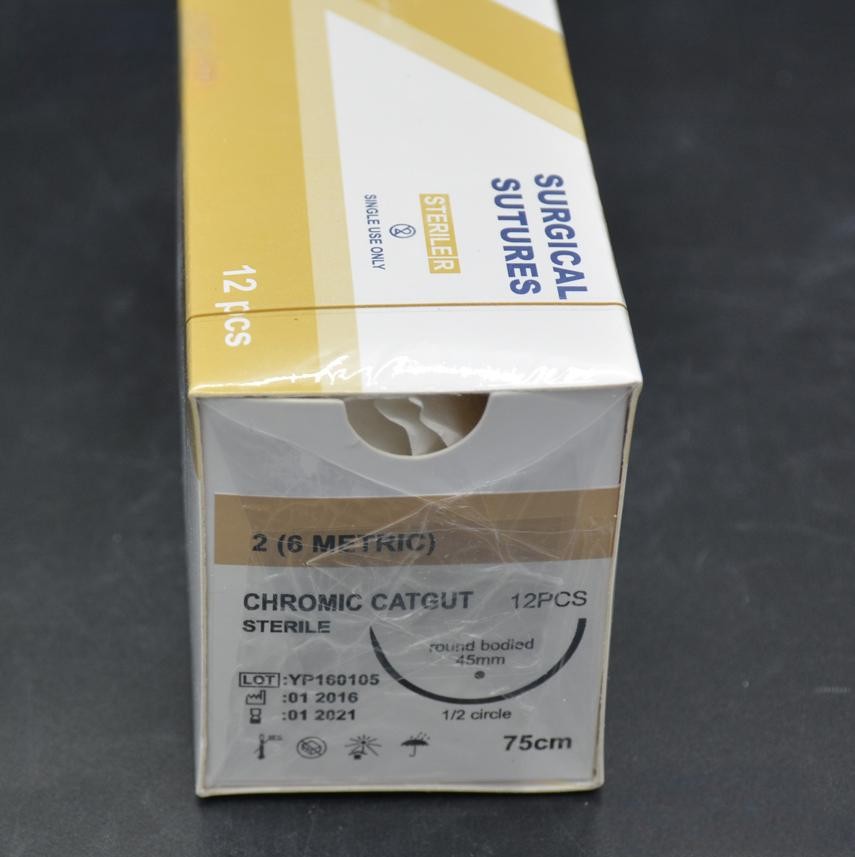 SURGICAL
SUTURES
STERILE R
SINGLE USE ONLY
12 pcs
2 (6 METRIC)
CHROMIC CATGUT 12PCS
STERILE
round bodied
45mm
LOT :YP160105
:01 2016
:01 2021
1/2 circle
75cm